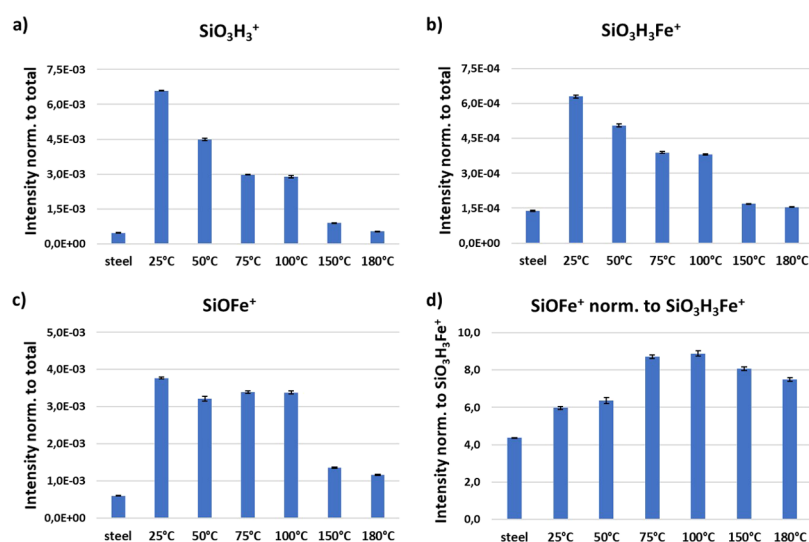 a)
SiO₃H₃⁺
Intensity norm. to total
7,5E-03
6,0E-03
4,5E-03
3,0E-03
1,5E-03
0,0E+00
steel 25°C 50°C 75°C 100°C 150°C 180°C
b)
SiO₃H₃Fe⁺
Intensity norm. to total
7,5E-04
6,0E-04
4,5E-04
3,0E-04
1,5E-04
0,0E+00
steel 25°C 50°C 75°C 100°C 150°C 180°C
c)
SiOFe⁺
Intensity norm. to total
5,0E-03
4,0E-03
3,0E-03
2,0E-03
1,0E-03
0,0E+00
steel 25°C 50°C 75°C 100°C 150°C 180°C
d)
SiOFe⁺ norm. to SiO₃H₃Fe⁺
Intensity norm. to SiO₃H₃Fe⁺
10,0
8,0
6,0
4,0
2,0
0,0
steel 25°C 50°C 75°C 100°C 150°C 180°C